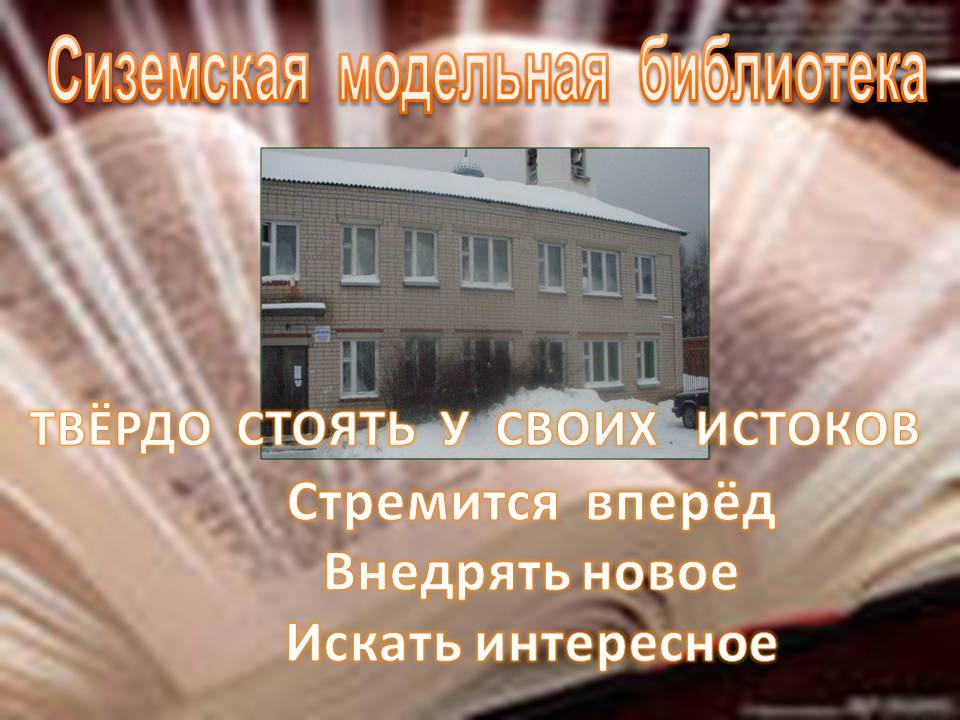 Сиземская модельная библиотека
ТВЁРДО СТОЯТЬ У СВОИХ ИСТОКОВ
Стремится вперёд
Внедрять новое
Искать интересное